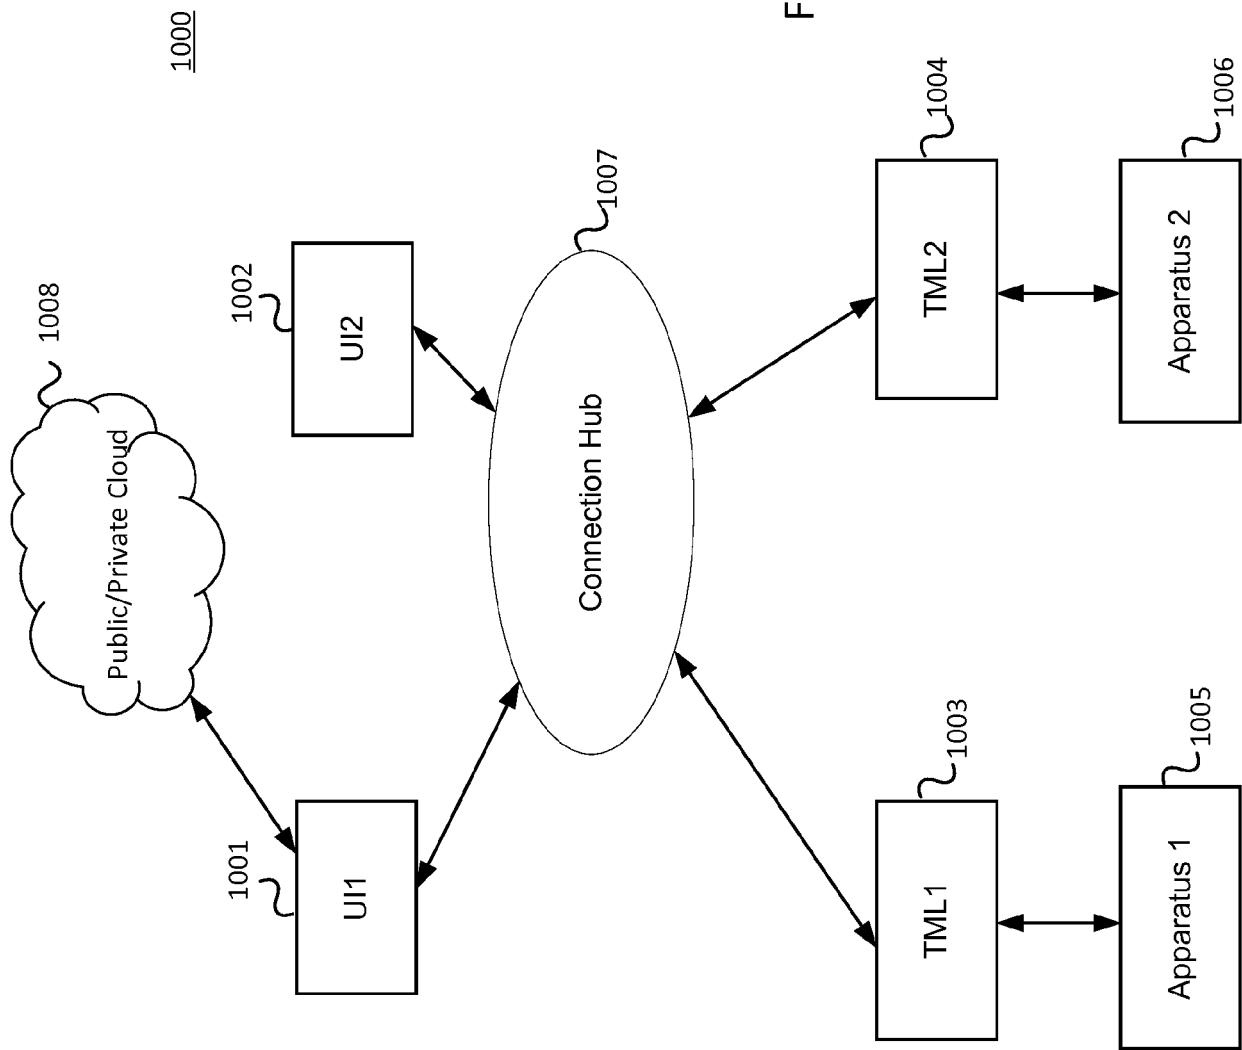 1000
1008
Public/Private Cloud
1001
UI1
1002
UI2
1007
Connection Hub
1003
TML1
1004
TML2
1005
Apparatus 1
1006
Apparatus 2
F